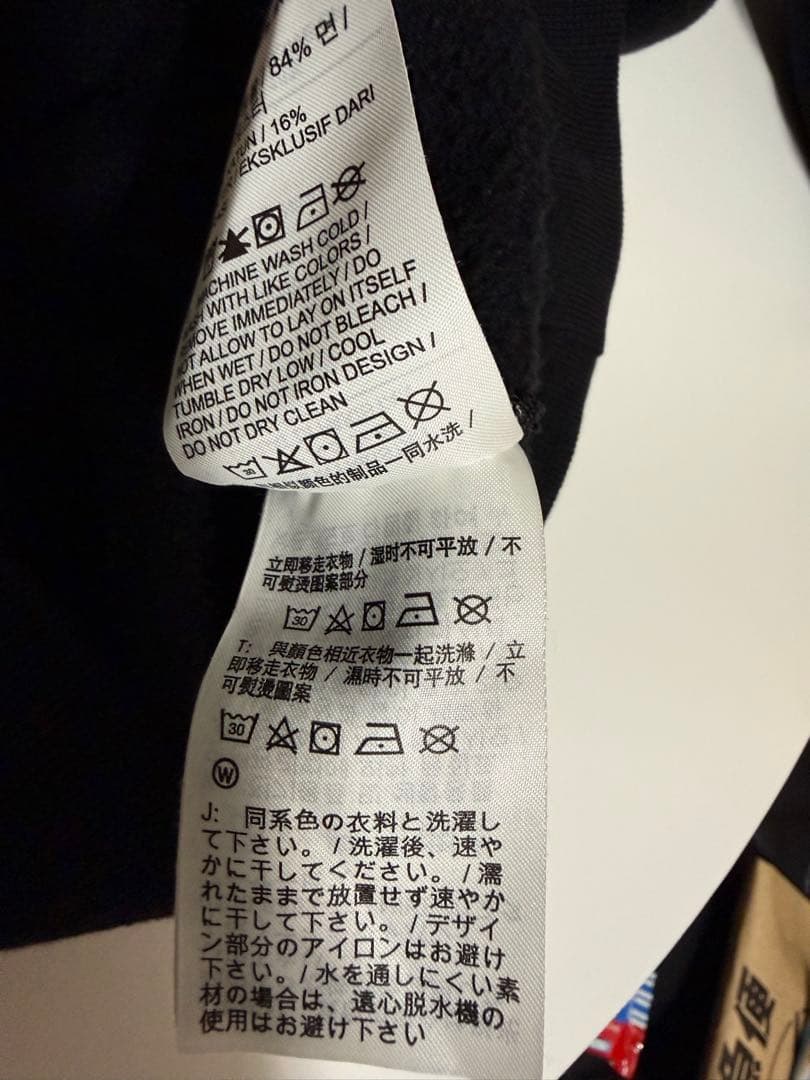 84% 면 /
/ 16%
EKSKLUSIF DARI
MACHINE WASH COLD /
WITH LIKE COLORS /
REMOVE IMMEDIATELY / DO
NOT ALLOW TO LAY ON ITSELF
WHEN WET / DO NOT BLEACH /
TUMBLE DRY LOW / COOL
IRON / DO NOT IRON DESIGN /
DO NOT DRY CLEAN
30
颜色的制品一同水洗 /
立即移走衣物 / 湿时不可平放 / 不
可熨烫图案部分
30
T: 與顏色相近衣物一起洗滌 / 立
即移走衣物 / 濕時不可平放 / 不
可熨燙圖案
30
W
J: 同系色の衣料と洗濯し
て下さい。/ 洗濯後、速や
かに干してください。/ 濡
れたままで放置せず速やか
に干して下さい。/ デザイ
ン部分のアイロンはお避け
下さい。/ 水を通しにくい素
材の場合は、遠心脱水機の
使用はお避け下さい
急便